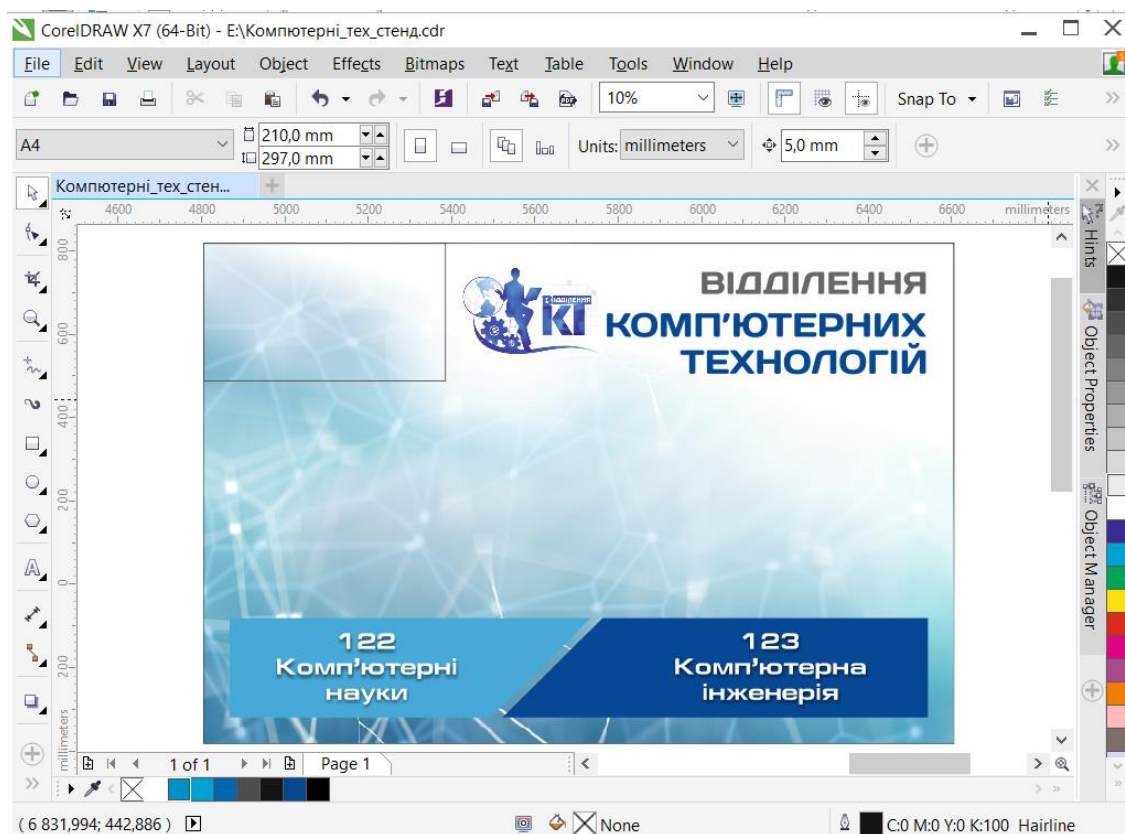 CorelDRAW X7 (64-Bit) - E:\Компютерні_тех_стенд.cdr
File Edit View Layout Object Effects Bitmaps Text Table Tools Window Help
10% Snap To
A4 210,0 mm 297,0 mm Units: millimeters 5,0 mm
Компютерні_тех_стен...
4600 4800 5000 5200 5400 5600 5800 6000 6200 6400 6600 millimeters
800
600
400
200
0
200
millimeters
Hints
Object Properties
Object Manager
ВІДДІЛЕННЯ
КТ
ВІДДІЛЕННЯ
КОМП'ЮТЕРНИХ
ТЕХНОЛОГІЙ
122
Комп'ютерні
науки
123
Комп'ютерна
інженерія
1 of 1 Page 1
( 6 831,994; 442,886 ) None C:0 M:0 Y:0 K:100 Hairline